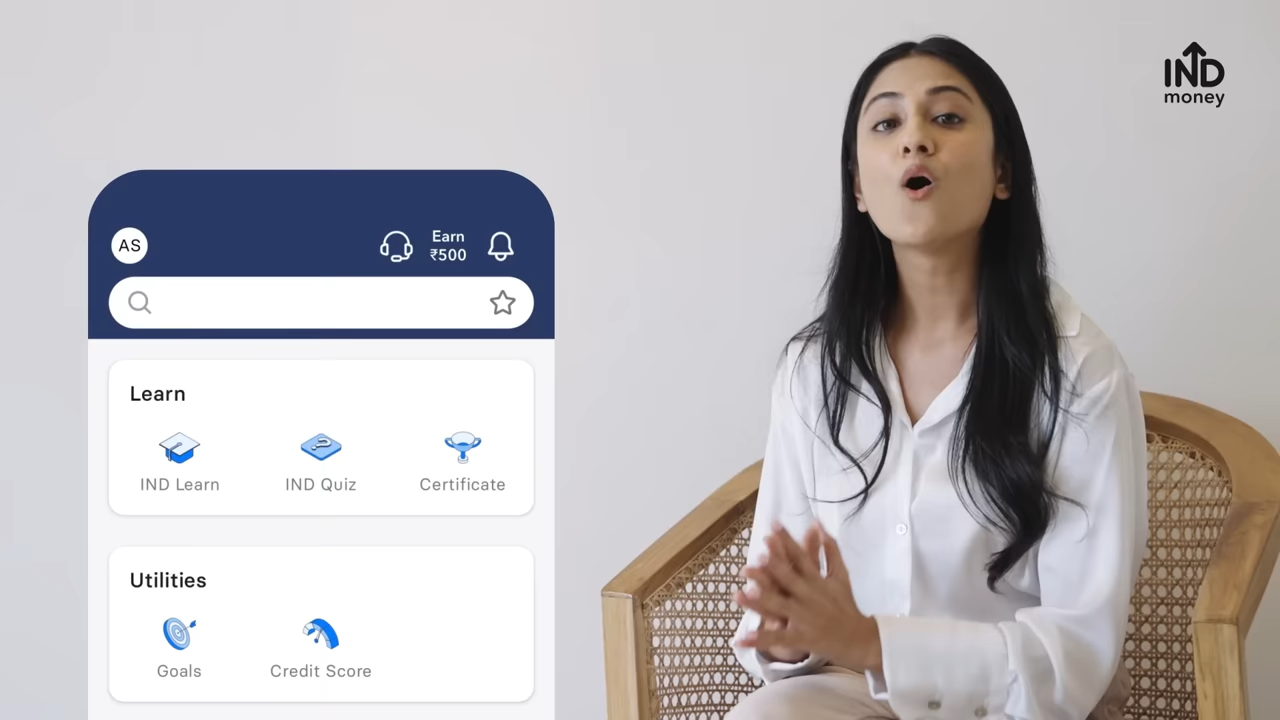 AS
Earn
₹500
Learn
IND Learn
IND Quiz
Certificate
Utilities
Goals
Credit Score
IND
money